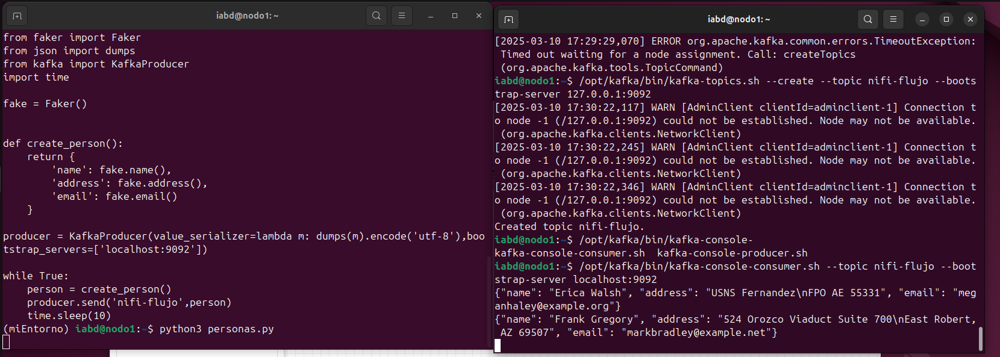 iabd@nodo1: ~
from faker import Faker
from json import dumps
from kafka import KafkaProducer
import time
fake = Faker()
def create_person():
    return {
        'name': fake.name(),
        'address': fake.address(),
        'email': fake.email()
    }
producer = KafkaProducer(value_serializer=lambda m: dumps(m).encode('utf-8'),boo
tstrap_servers=['localhost:9092'])
while True:
    person = create_person()
    producer.send('nifi-flujo',person)
    time.sleep(10)
(miEntorno) iabd@nodo1:~$ python3 personas.py
iabd@nodo1: ~
[2025-03-10 17:29:29,070] ERROR org.apache.kafka.common.errors.TimeoutException:
 Timed out waiting for a node assignment. Call: createTopics
 (org.apache.kafka.tools.TopicCommand)
iabd@nodo1:~$ /opt/kafka/bin/kafka-topics.sh --create --topic nifi-flujo --boots
trap-server 127.0.0.1:9092
[2025-03-10 17:30:22,117] WARN [AdminClient clientId=adminclient-1] Connection t
o node -1 (/127.0.0.1:9092) could not be established. Node may not be available.
 (org.apache.kafka.clients.NetworkClient)
[2025-03-10 17:30:22,245] WARN [AdminClient clientId=adminclient-1] Connection t
o node -1 (/127.0.0.1:9092) could not be established. Node may not be available.
 (org.apache.kafka.clients.NetworkClient)
[2025-03-10 17:30:22,346] WARN [AdminClient clientId=adminclient-1] Connection t
o node -1 (/127.0.0.1:9092) could not be established. Node may not be available.
 (org.apache.kafka.clients.NetworkClient)
Created topic nifi-flujo.
iabd@nodo1:~$ /opt/kafka/bin/kafka-console-
kafka-console-consumer.sh  kafka-console-producer.sh
iabd@nodo1:~$ /opt/kafka/bin/kafka-console-consumer.sh --topic nifi-flujo --boot
strap-server localhost:9092
{"name": "Erica Walsh", "address": "USNS Fernandez\nFPO AE 55331", "email": "meg
anhaley@example.org"}
{"name": "Frank Gregory", "address": "524 Orozco Viaduct Suite 700\nEast Robert,
 AZ 69507", "email": "markbradley@example.net"}